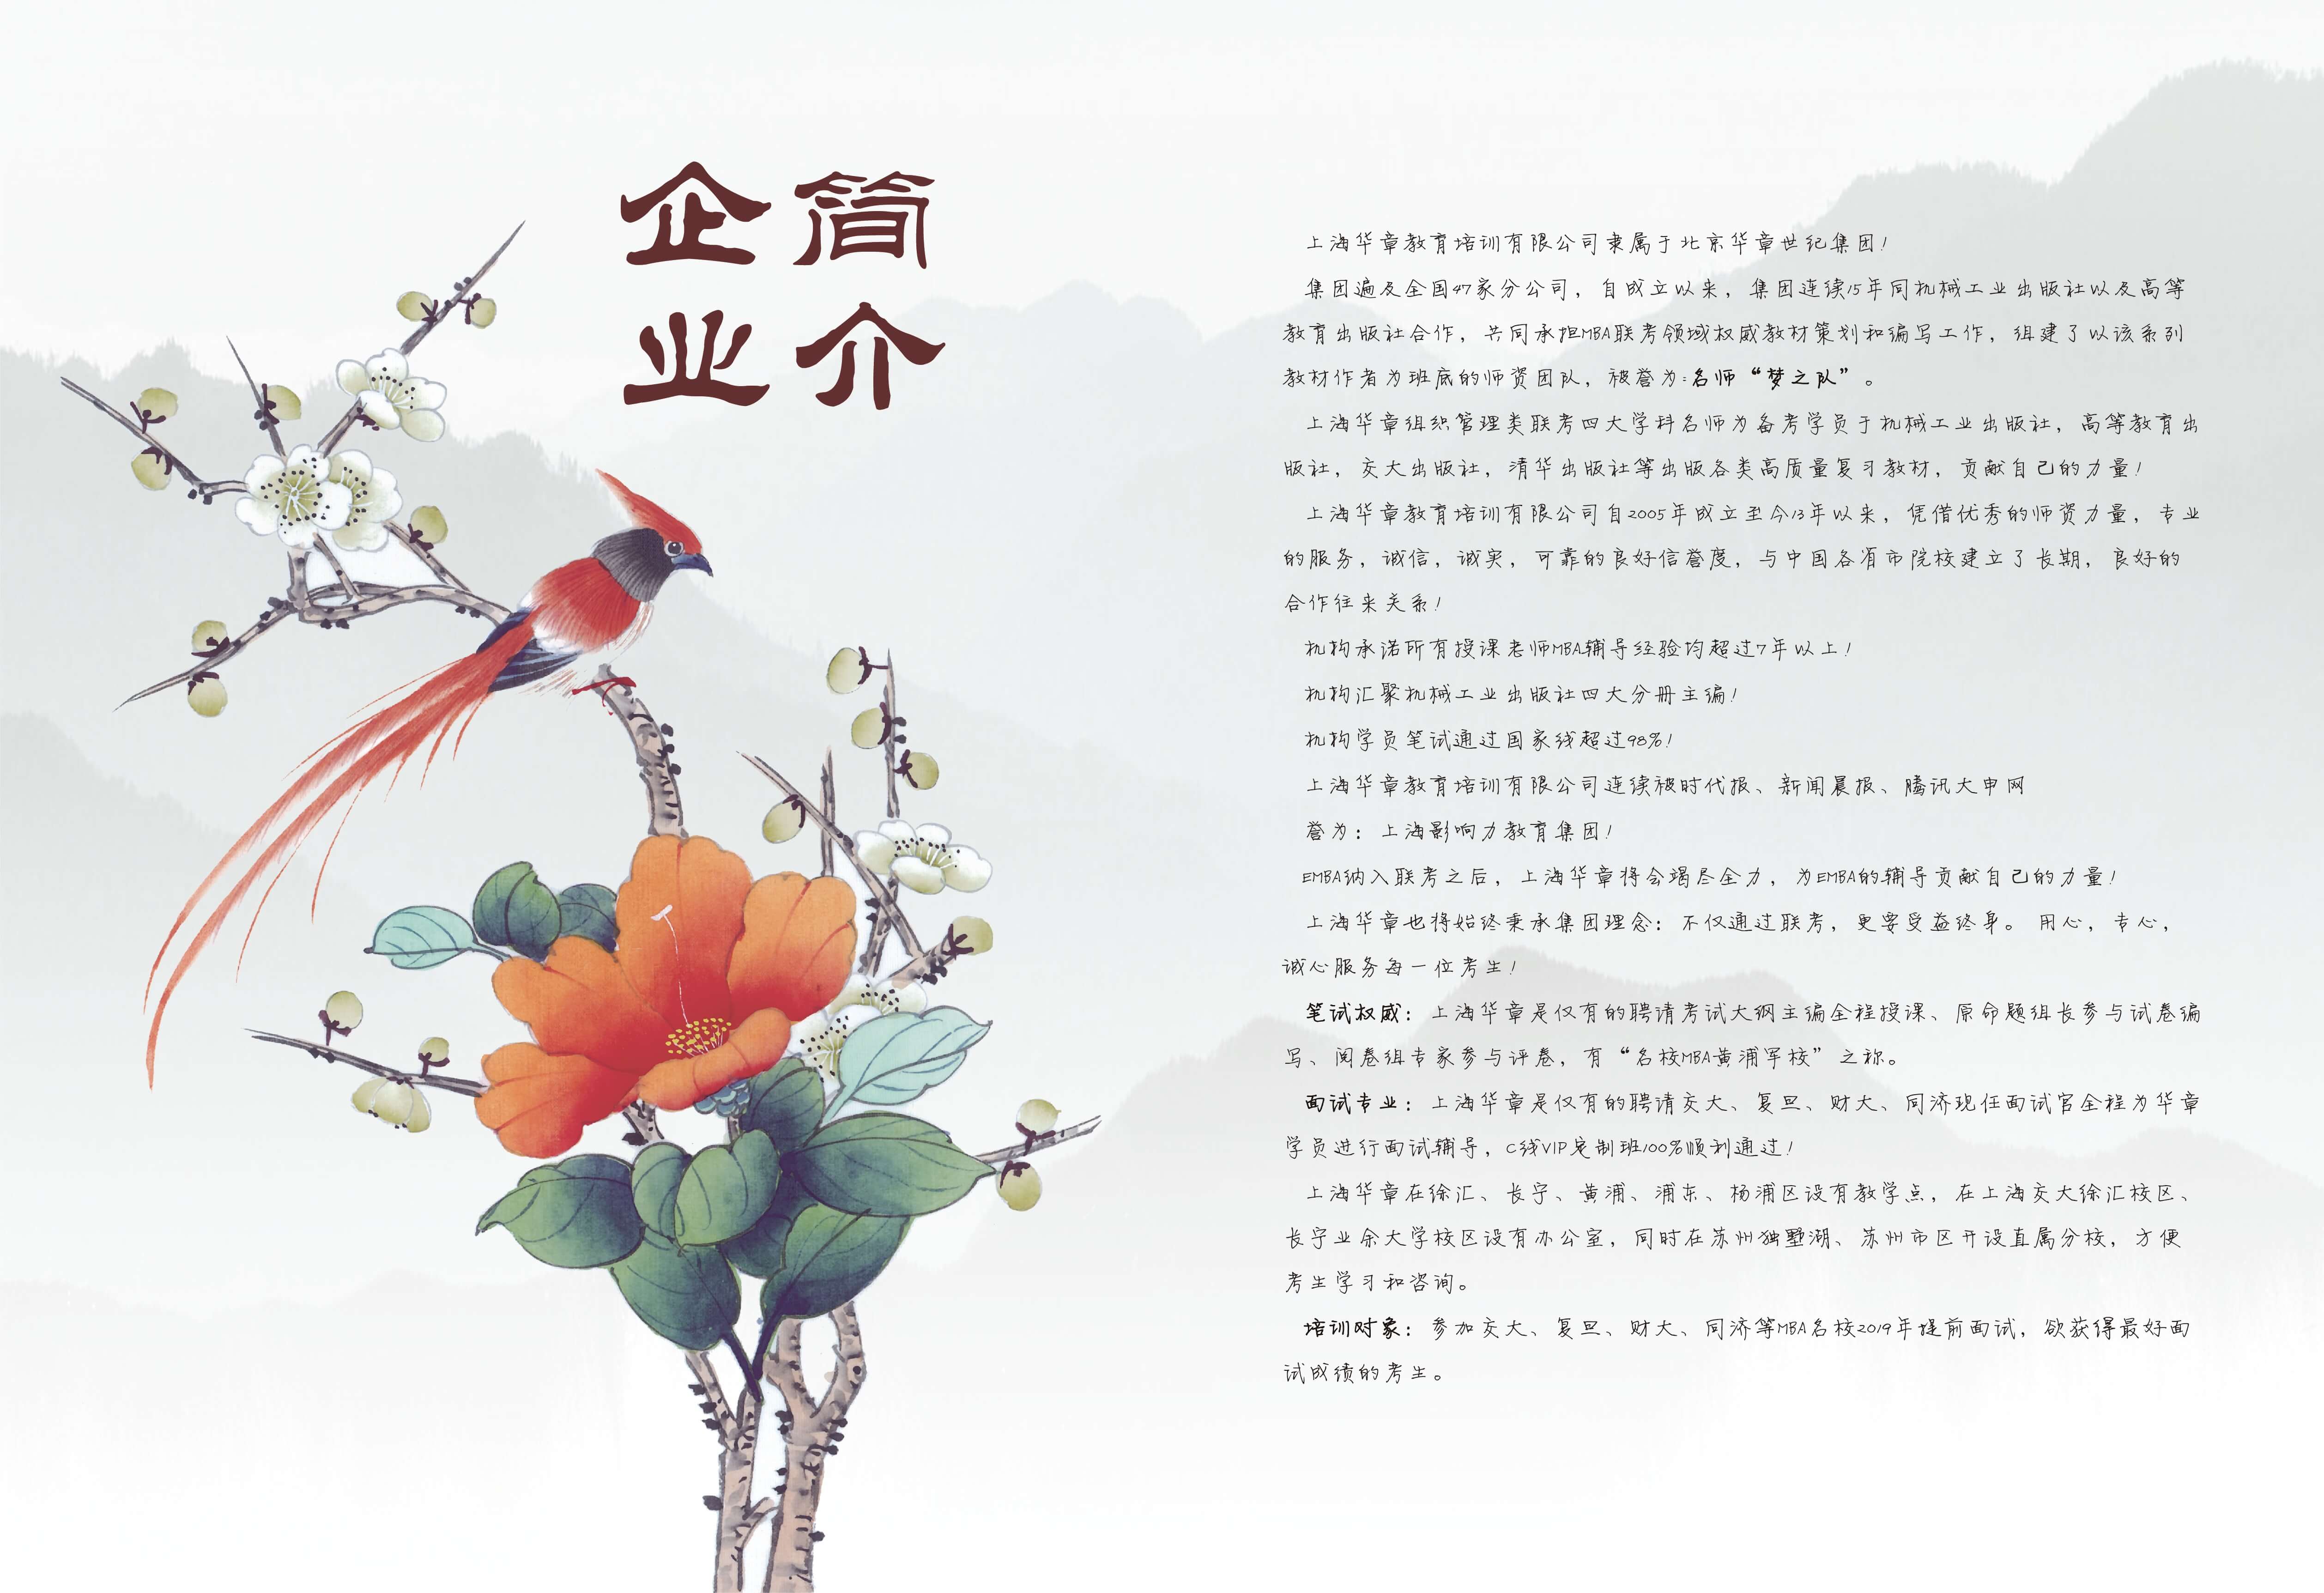 企业
简介
上海华章教育培训有限公司隶属于北京华章世纪集团！
集团遍及全国47家分公司，自成立以来，集团连续15年同机械工业出版社以及高等
教育出版社合作，共同承担MBA联考领域权威教材策划和编写工作，组建了以该系列
教材作者为班底的师资团队，被誉为：名师“梦之队”。
上海华章组织管理类联考四大学科名师为备考学员于机械工业出版社，高等教育出
版社，交大出版社，清华出版社等出版各类高质量复习教材，贡献自己的力量！
上海华章教育培训有限公司自2005年成立至今13年以来，凭借优秀的师资力量，专业
的服务，诚信，诚实，可靠的良好信誉度，与中国各省市院校建立了长期，良好的
合作往来关系！
机构承诺所有授课老师MBA辅导经验均超过7年以上！
机构汇聚机械工业出版社四大分册主编！
机构学员笔试通过国家线超过98%！
上海华章教育培训有限公司连续被时代报、新闻晨报、腾讯大申网
誉为：上海影响力教育集团！
EMBA纳入联考之后，上海华章将会竭尽全力，为EMBA的辅导贡献自己的力量！
上海华章也将始终秉承集团理念：不仅通过联考，更要受益终身。 用心，专心，
诚心服务每一位考生！
笔试权威：上海华章是仅有的聘请考试大纲主编全程授课、原命题组长参与试卷编
写、阅卷组专家参与评卷，有“名校MBA黄浦军校”之称。
面试专业：上海华章是仅有的聘请交大、复旦、财大、同济现任面试官全程为华章
学员进行面试辅导，C线VIP定制班100%顺利通过！
上海华章在徐汇、长宁、黄浦、浦东、杨浦区设有教学点，在上海交大徐汇校区、
长宁业余大学校区设有办公室，同时在苏州独墅湖、苏州市区开设直属分校，方便
考生学习和咨询。
培训对象：参加交大、复旦、财大、同济等MBA名校2019年提前面试，欲获得最好面
试成绩的考生。